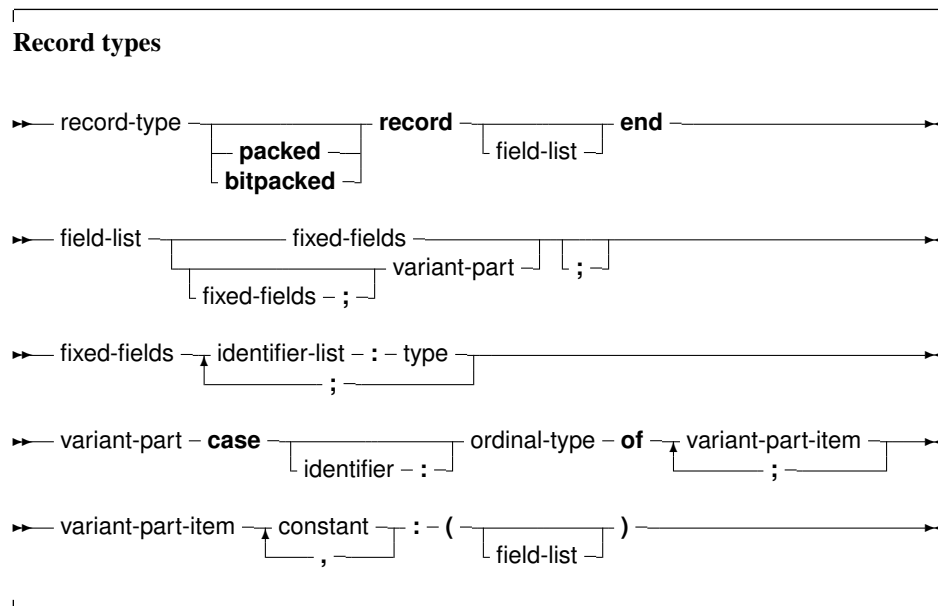 Record types
record-type record end
packed field-list
bitpacked
field-list fixed-fields
variant-part ;
fixed-fields ;
fixed-fields identifier-list : type
;
variant-part case ordinal-type of variant-part-item
identifier : ;
variant-part-item constant : ( )
, field-list